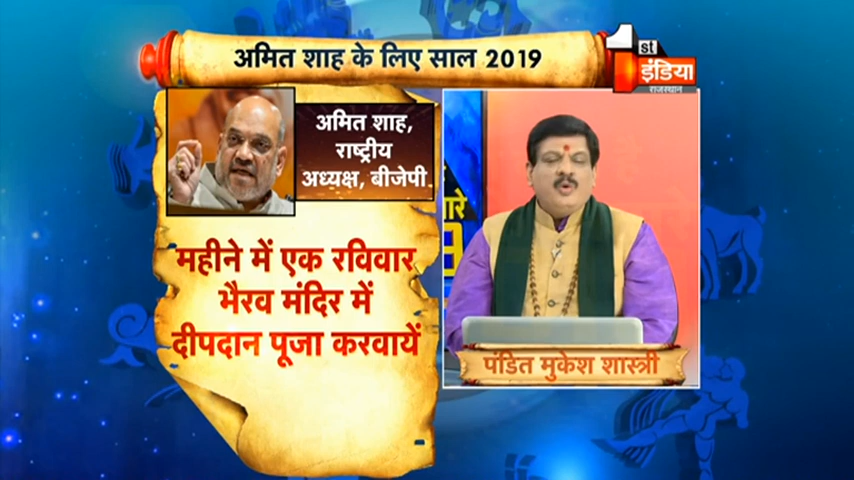 अमित शाह के लिए साल 2019
1st
इंडिया
राजस्थान
अमित शाह,
राष्ट्रीय
अध्यक्ष, बीजेपी
महीने में एक रविवार
भैरव मंदिर में
दीपदान पूजा करवायें
पंडित मुकेश शास्त्री